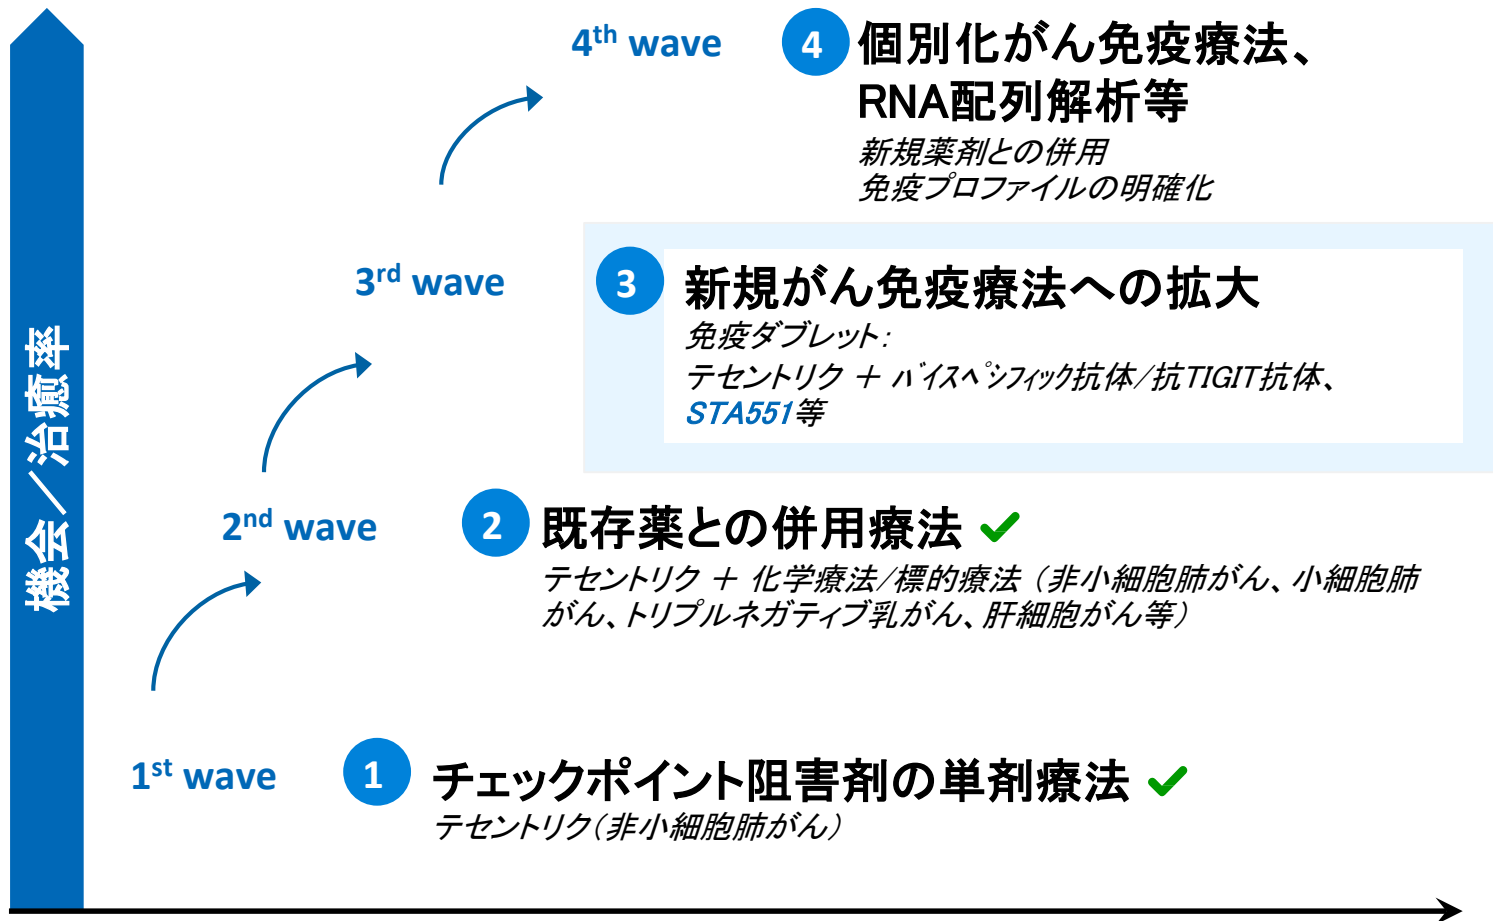 機会／治癒率
4th wave
4
個別化がん免疫療法、
RNA配列解析等
新規薬剤との併用
免疫プロファイルの明確化
3rd wave
3
新規がん免疫療法への拡大
免疫ダブレット：
テセントリク ＋ ﾊﾞｲｽﾍﾟｼﾌｨｯｸ抗体/抗TIGIT抗体、
STA551等
2nd wave
2
既存薬との併用療法 ✓
テセントリク ＋ 化学療法/標的療法（非小細胞肺がん、小細胞肺
がん、トリプルネガティブ乳がん、肝細胞がん等）
1st wave
1
チェックポイント阻害剤の単剤療法 ✓
テセントリク（非小細胞肺がん）